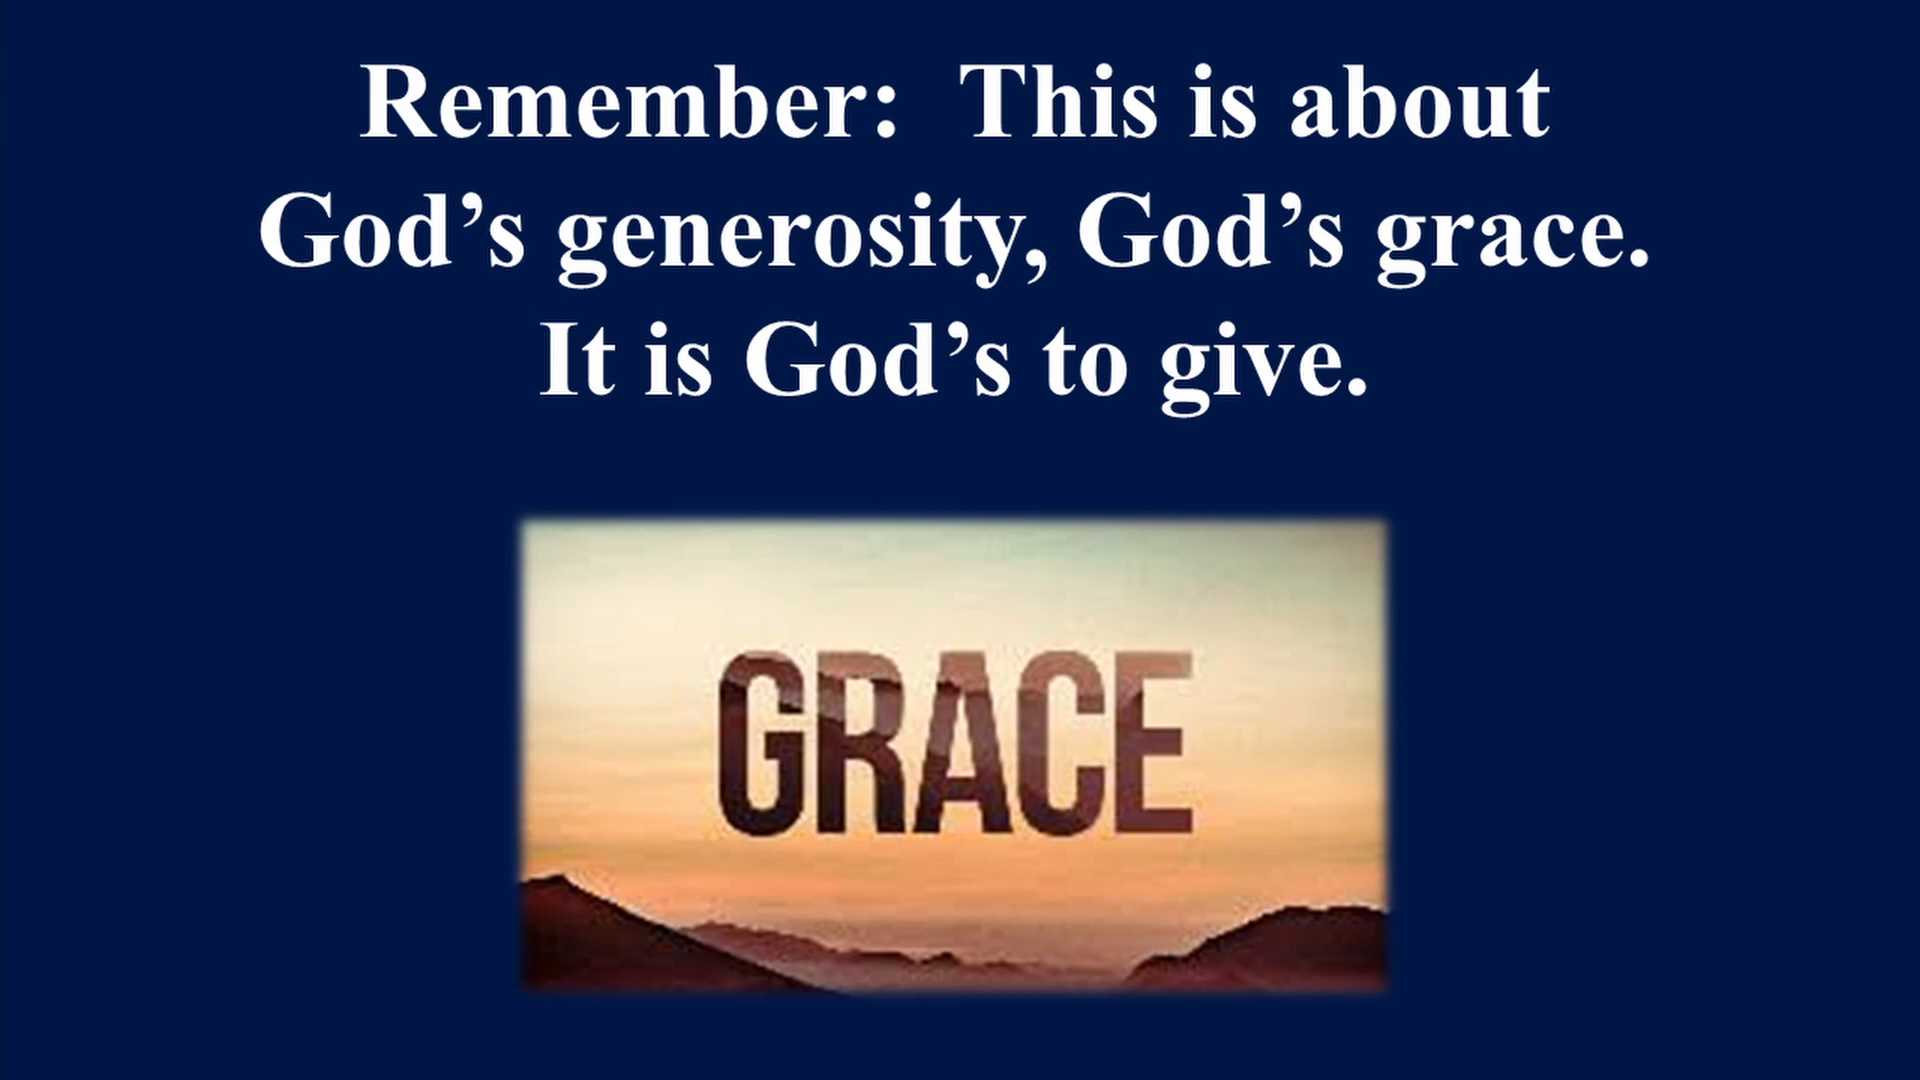 Remember:  This is about
God’s generosity, God’s grace.
It is God’s to give.
GRACE